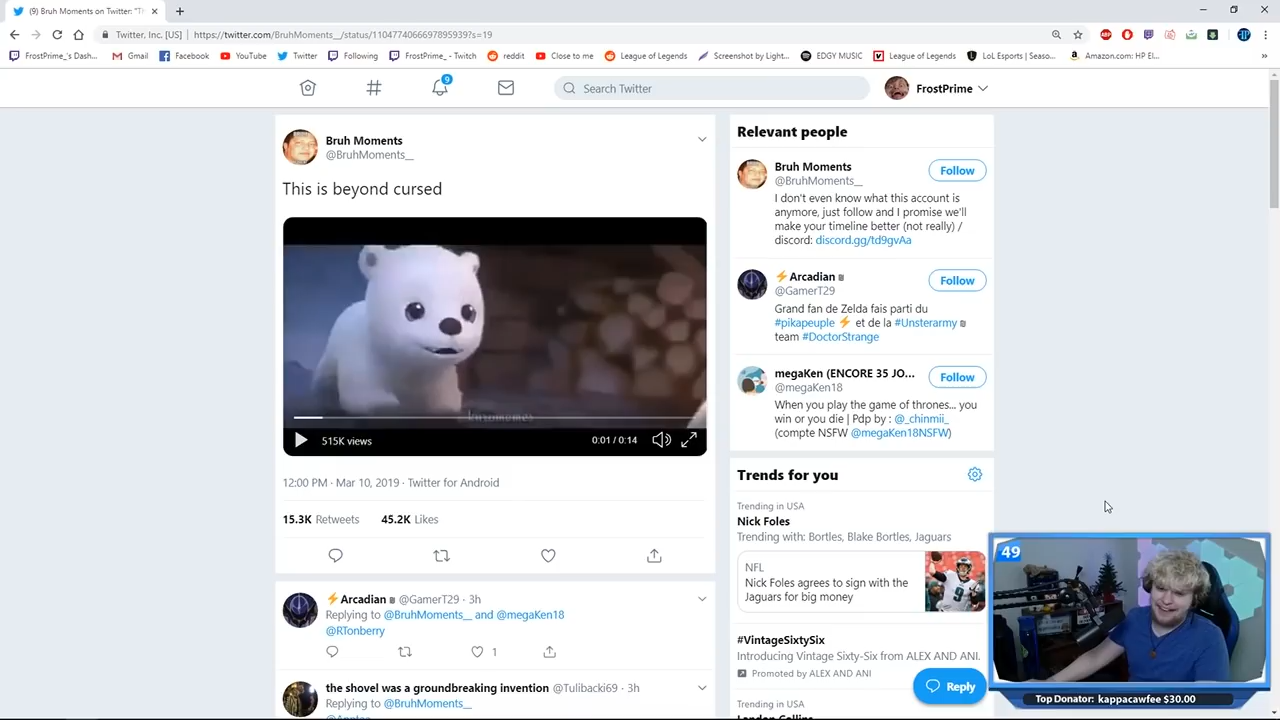 (9) Bruh Moments on Twitter: "Th
Twitter, Inc. [US]
https://twitter.com/BruhMoments__/status/1104774066697895939?s=19
FrostPrime_'s Dash...
Gmail
Facebook
YouTube
Twitter
Following
FrostPrime_ - Twitch
reddit
Close to me
League of Legends
Screenshot by Light...
EDGY MUSIC
League of Legends
LoL Esports | Seaso...
Amazon.com: HP El...
9
Search Twitter
FrostPrime
Bruh Moments
@BruhMoments__
This is beyond cursed
kuzomemes
515K views
0:01 / 0:14
12:00 PM · Mar 10, 2019 · Twitter for Android
15.3K Retweets 45.2K Likes
Arcadian @GamerT29 · 3h
Replying to @BruhMoments__ and @megaKen18
@RTonberry
1
the shovel was a groundbreaking invention @Tulibacki69 · 3h
Replying to @BruhMoments__
Relevant people
Bruh Moments
@BruhMoments__
Follow
I don't even know what this account is
anymore, just follow and I promise we'll
make your timeline better (not really) /
discord: discord.gg/td9gvAa
Arcadian
@GamerT29
Follow
Grand fan de Zelda fais parti du
#pikapeuple ⚡ et de la #Unsterarmy
team #DoctorStrange
megaKen (ENCORE 35 JO...
@megaKen18
Follow
When you play the game of thrones... you
win or you die | Pdp by : @_chinmii_
(compte NSFW @megaKen18NSFW)
Trends for you
Trending in USA
Nick Foles
Trending with: Bortles, Blake Bortles, Jaguars
NFL
Nick Foles agrees to sign with the
Jaguars for big money
#VintageSixtySix
Introducing Vintage Sixty-Six from ALEX AND ANI.
Promoted by ALEX AND ANI
Trending in USA
Landon Collins
Reply
49
Top Donator: kappacawfee $30.00